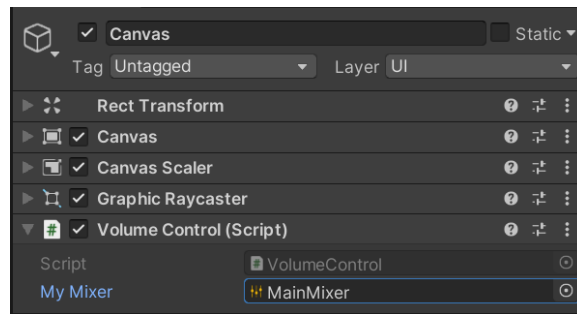 Canvas Static
Tag Untagged Layer UI
Rect Transform
Canvas
Canvas Scaler
Graphic Raycaster
# Volume Control (Script)
Script VolumeControl
My Mixer MainMixer